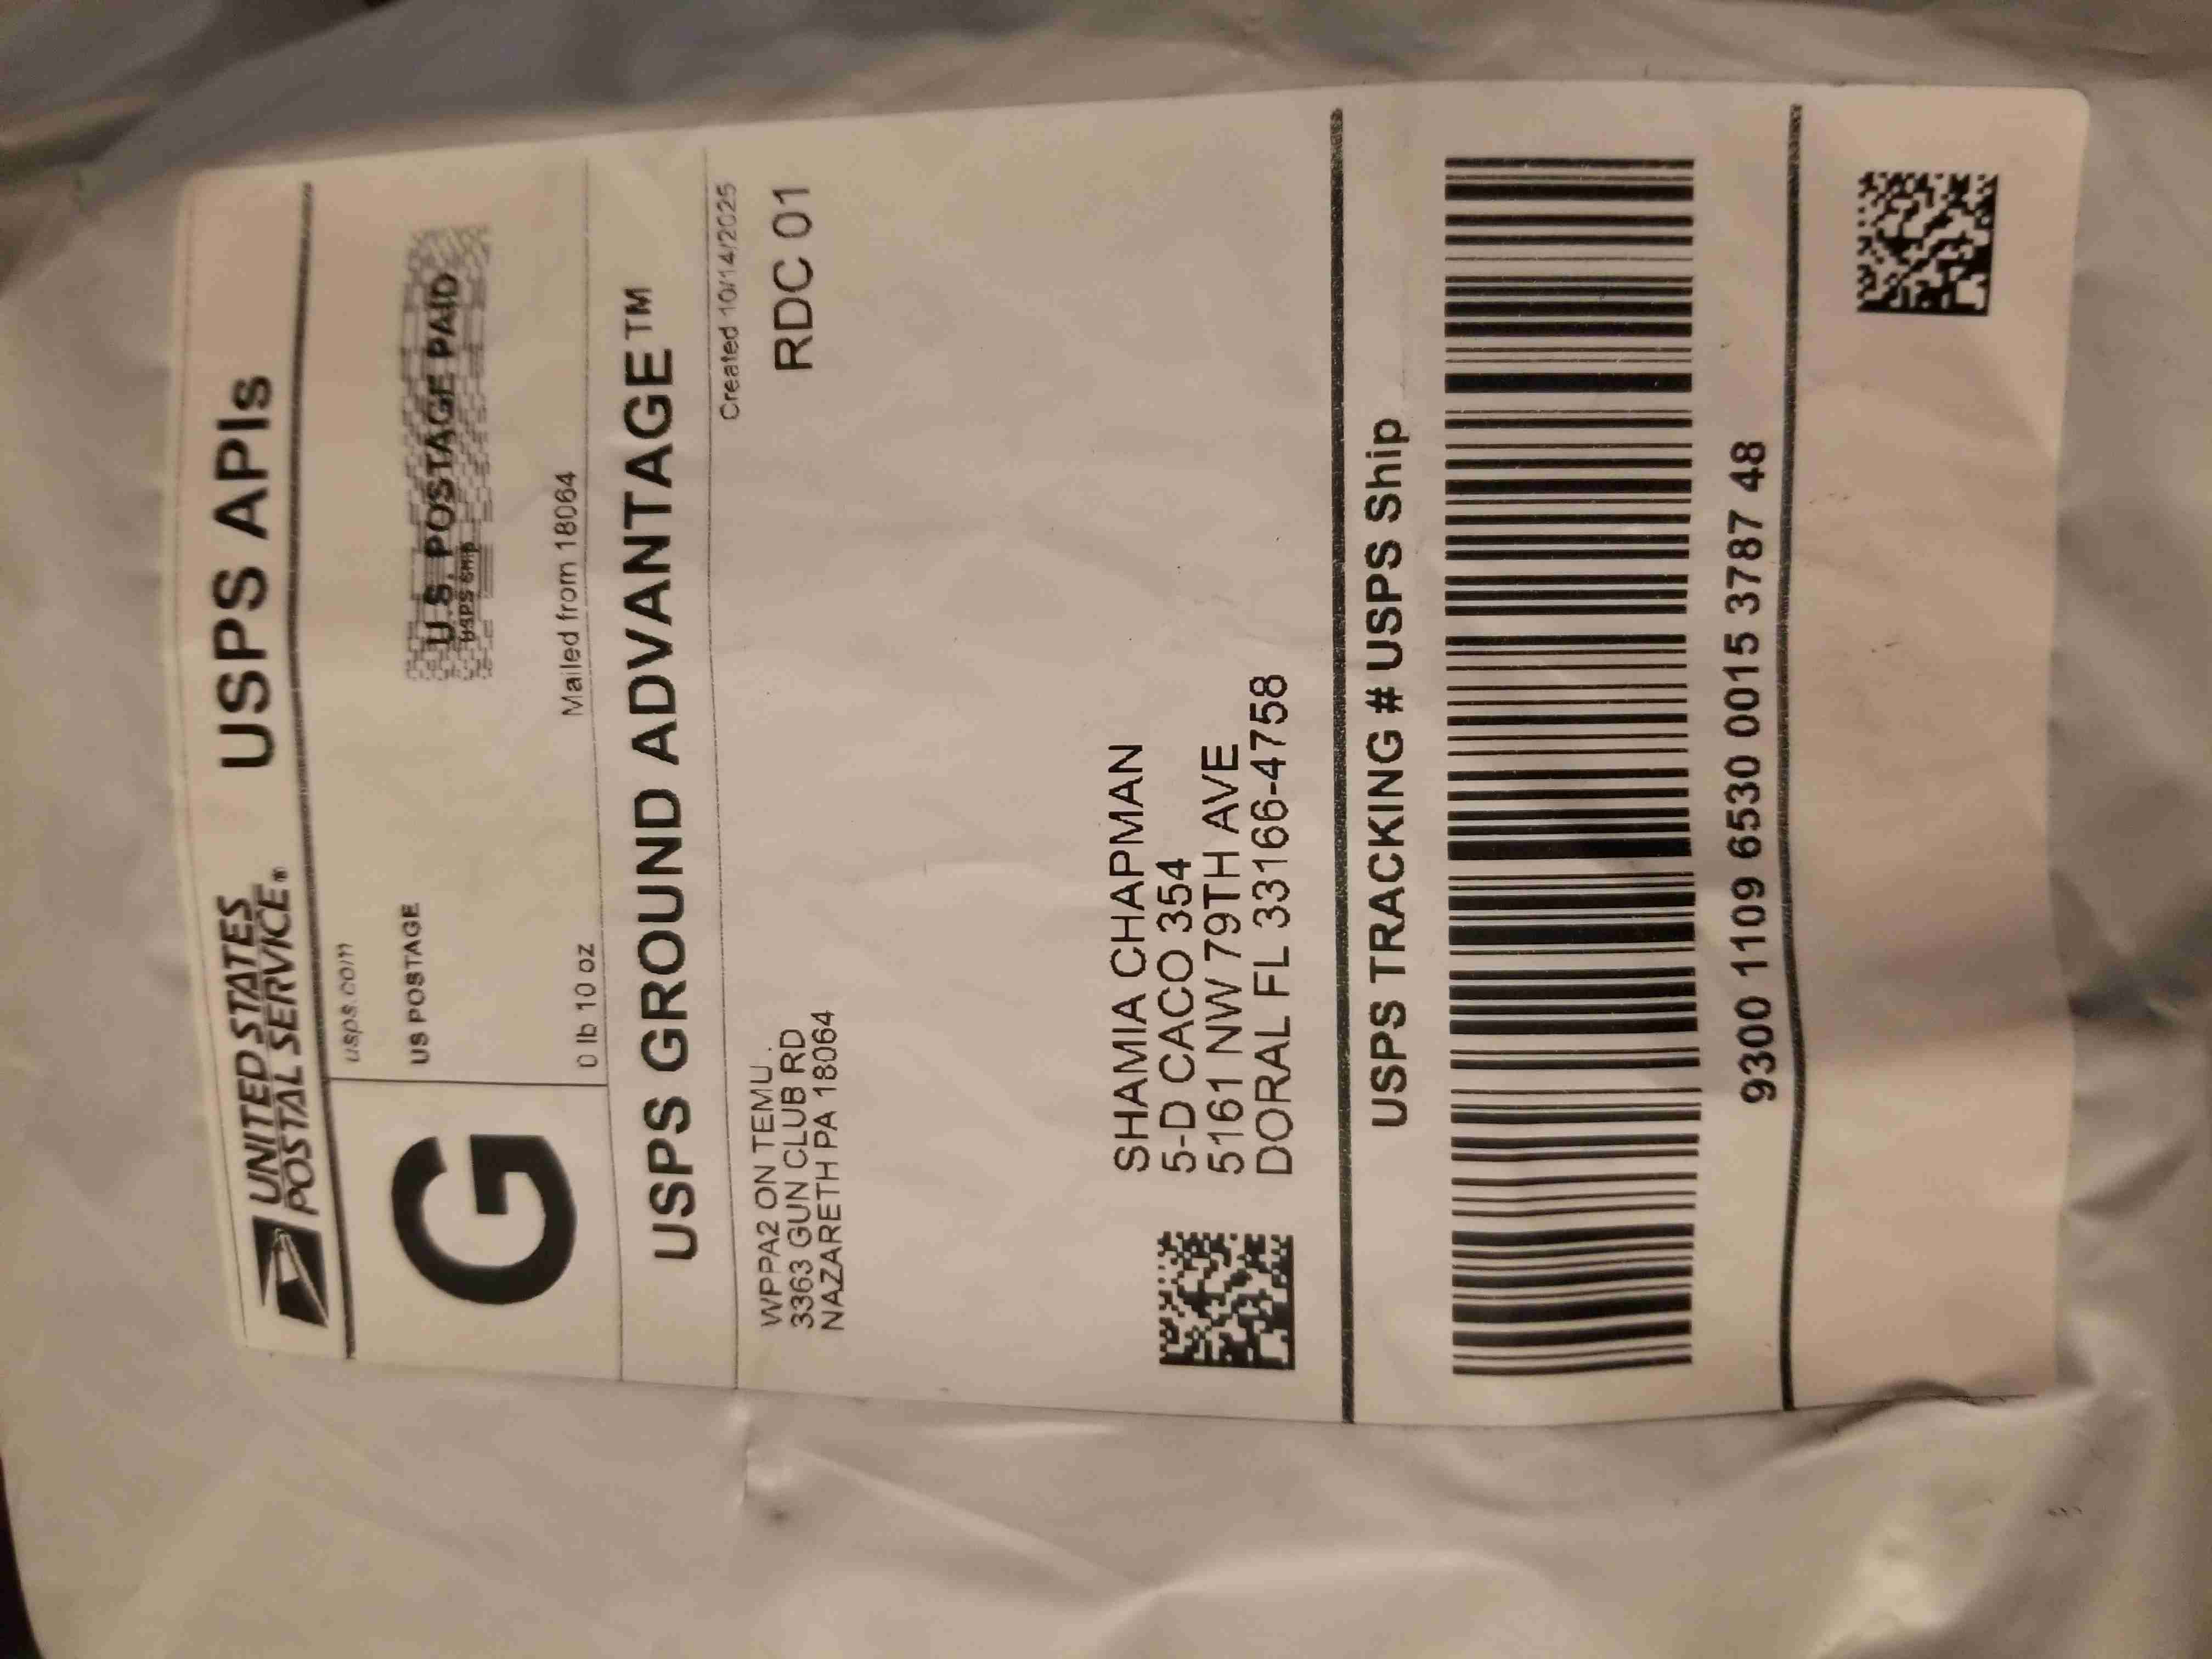 UNITED STATES
POSTAL SERVICE®
USPS APIs
usps.com
US POSTAGE
U.S. POSTAGE PAID
USPS Ship
G
0 lb 10 oz
Mailed from 18064
USPS GROUND ADVANTAGE™
Created 10/14/2025
WPPA2 ON TEMU .
3363 GUN CLUB RD
NAZARETH PA 18064
RDC 01
SHAMIA CHAPMAN
5-D CACO 354
5161 NW 79TH AVE
DORAL FL 33166-4758
USPS TRACKING # USPS Ship
9300 1109 6530 0015 3787 48